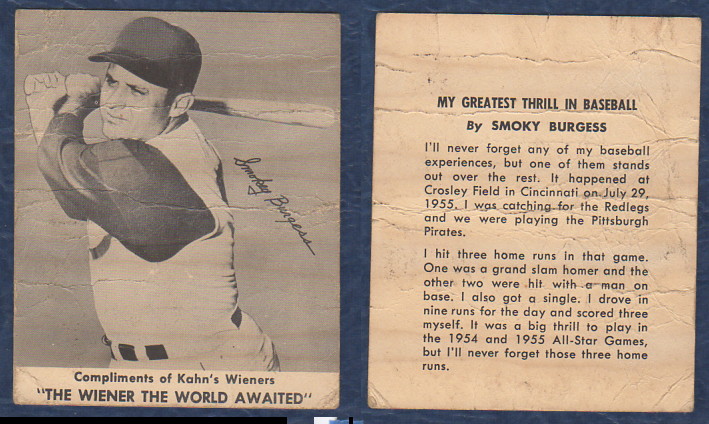 Smoky Burgess
Compliments of Kahn's Wieners
"THE WIENER THE WORLD AWAITED"
MY GREATEST THRILL IN BASEBALL
By SMOKY BURGESS
I'll never forget any of my baseball
experiences, but one of them stands
out over the rest. It happened at
Crosley Field in Cincinnati on July 29,
1955. I was catching for the Redlegs
and we were playing the Pittsburgh
Pirates.
I hit three home runs in that game.
One was a grand slam homer and the
other two were hit with a man on
base. I also got a single. I drove in
nine runs for the day and scored three
myself. It was a big thrill to play in
the 1954 and 1955 All-Star Games,
but I'll never forget those three home
runs.